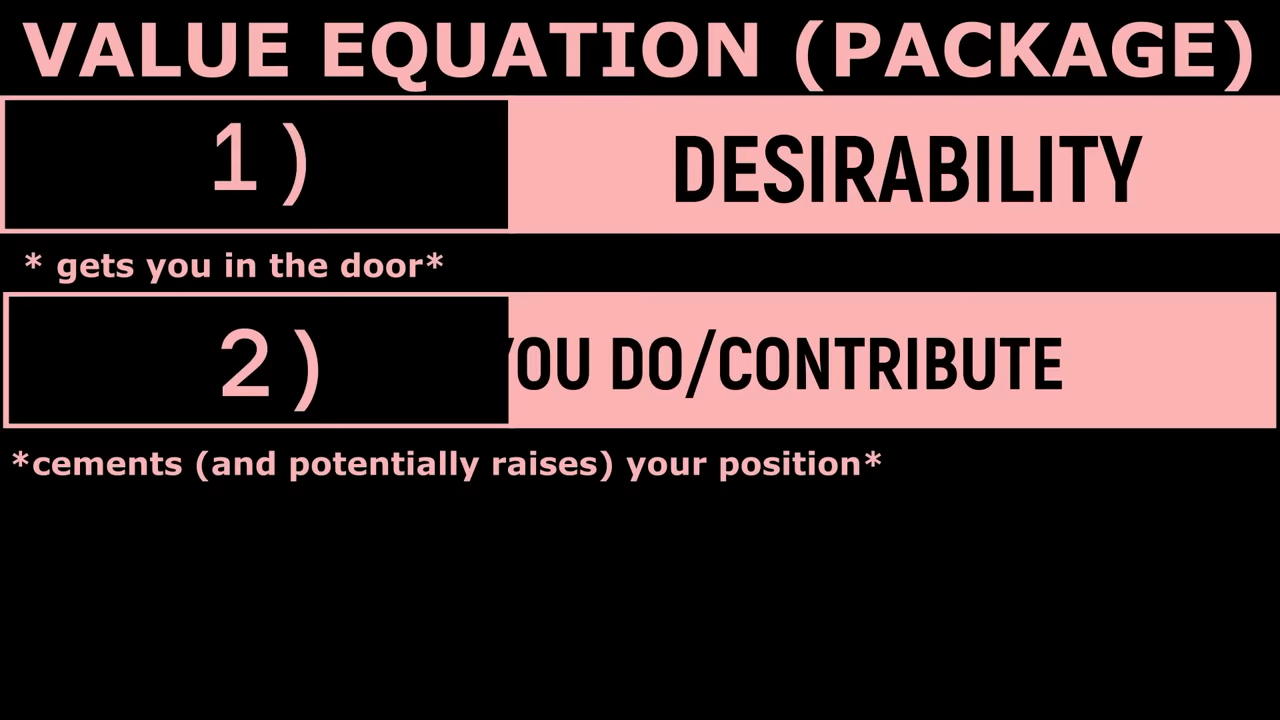 VALUE EQUATION (PACKAGE)
1) DESIRABILITY
* gets you in the door*
2) YOU DO/CONTRIBUTE
*cements (and potentially raises) your position*